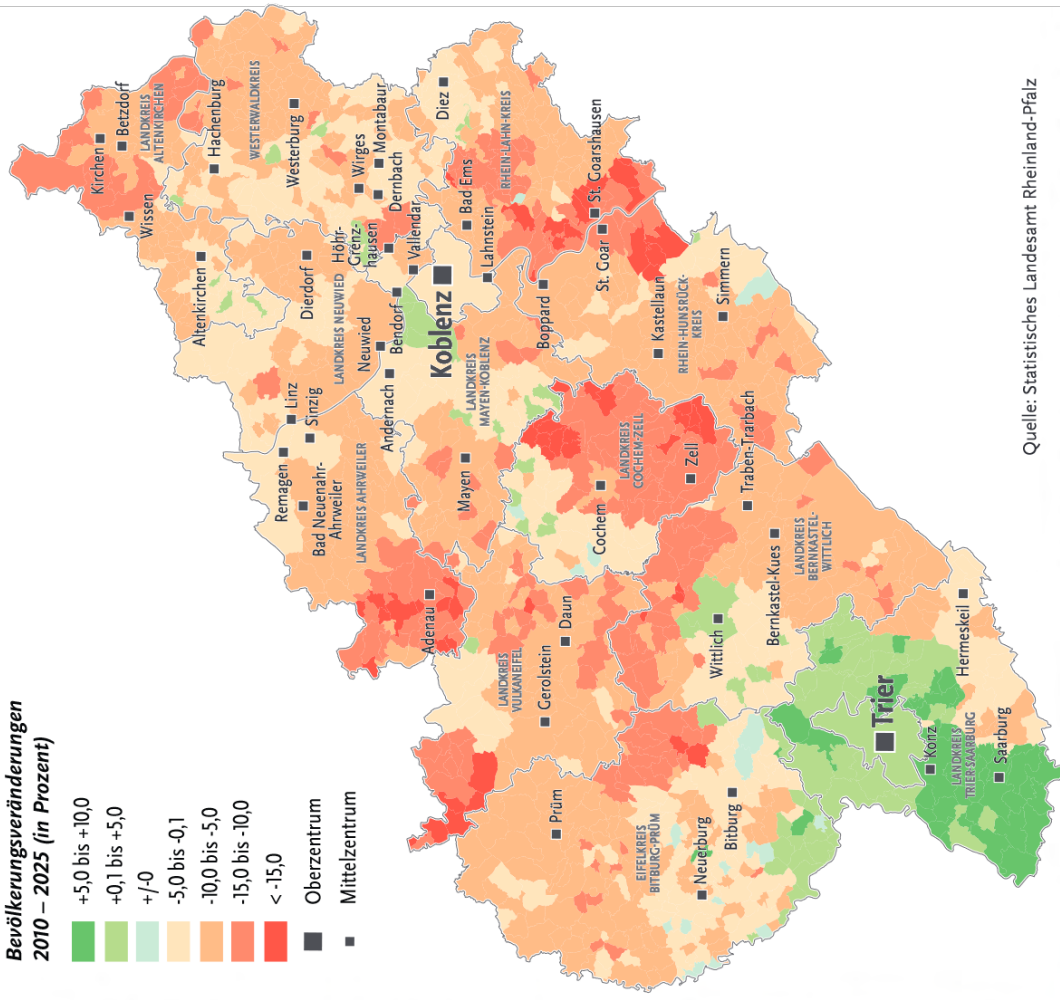 Bevölkerungsveränderungen
2010 – 2025 (in Prozent)
+5,0 bis +10,0
+0,1 bis +5,0
+/-0
-5,0 bis -0,1
-10,0 bis -5,0
-15,0 bis -10,0
< -15,0
Oberzentrum
Mittelzentrum
Kirchen
Betzdorf
LANDKREIS
ALTENKIRCHEN
Wissen
Hachenburg
WESTERWALDKREIS
Altenkirchen
Westerburg
Dierdorf
LANDKREIS NEUWIED
Höhr-
Grenz-
hausen
Wirges
Montabaur
Dernbach
Diez
Vallendar
Bad Ems
RHEIN-LAHN-KREIS
Linz
Sinzig
Remagen
Bad Neuenahr-
Ahrweiler
LANDKREIS AHRWEILER
Neuwied
Bendorf
Andernach
Koblenz
Lahnstein
LANDKREIS
MAYEN-KOBLENZ
Mayen
Boppard
St. Goarshausen
St. Goar
Kastellaun
RHEIN-HUNSRÜCK-
KREIS
Simmern
Adenau
LANDKREIS
VULKANEIFEL
Gerolstein
Daun
Cochem
LANDKREIS
COCHEM-ZELL
Zell
Traben-Trarbach
Prüm
EIFELKREIS
BITBURG-PRÜM
Neuerburg
Bitburg
Wittlich
Bernkastel-Kues
LANDKREIS
BERNKASTEL-
WITTLICH
Trier
Konz
LANDKREIS
TRIER-SAARBURG
Saarburg
Hermeskeil
Quelle: Statistisches Landesamt Rheinland-Pfalz